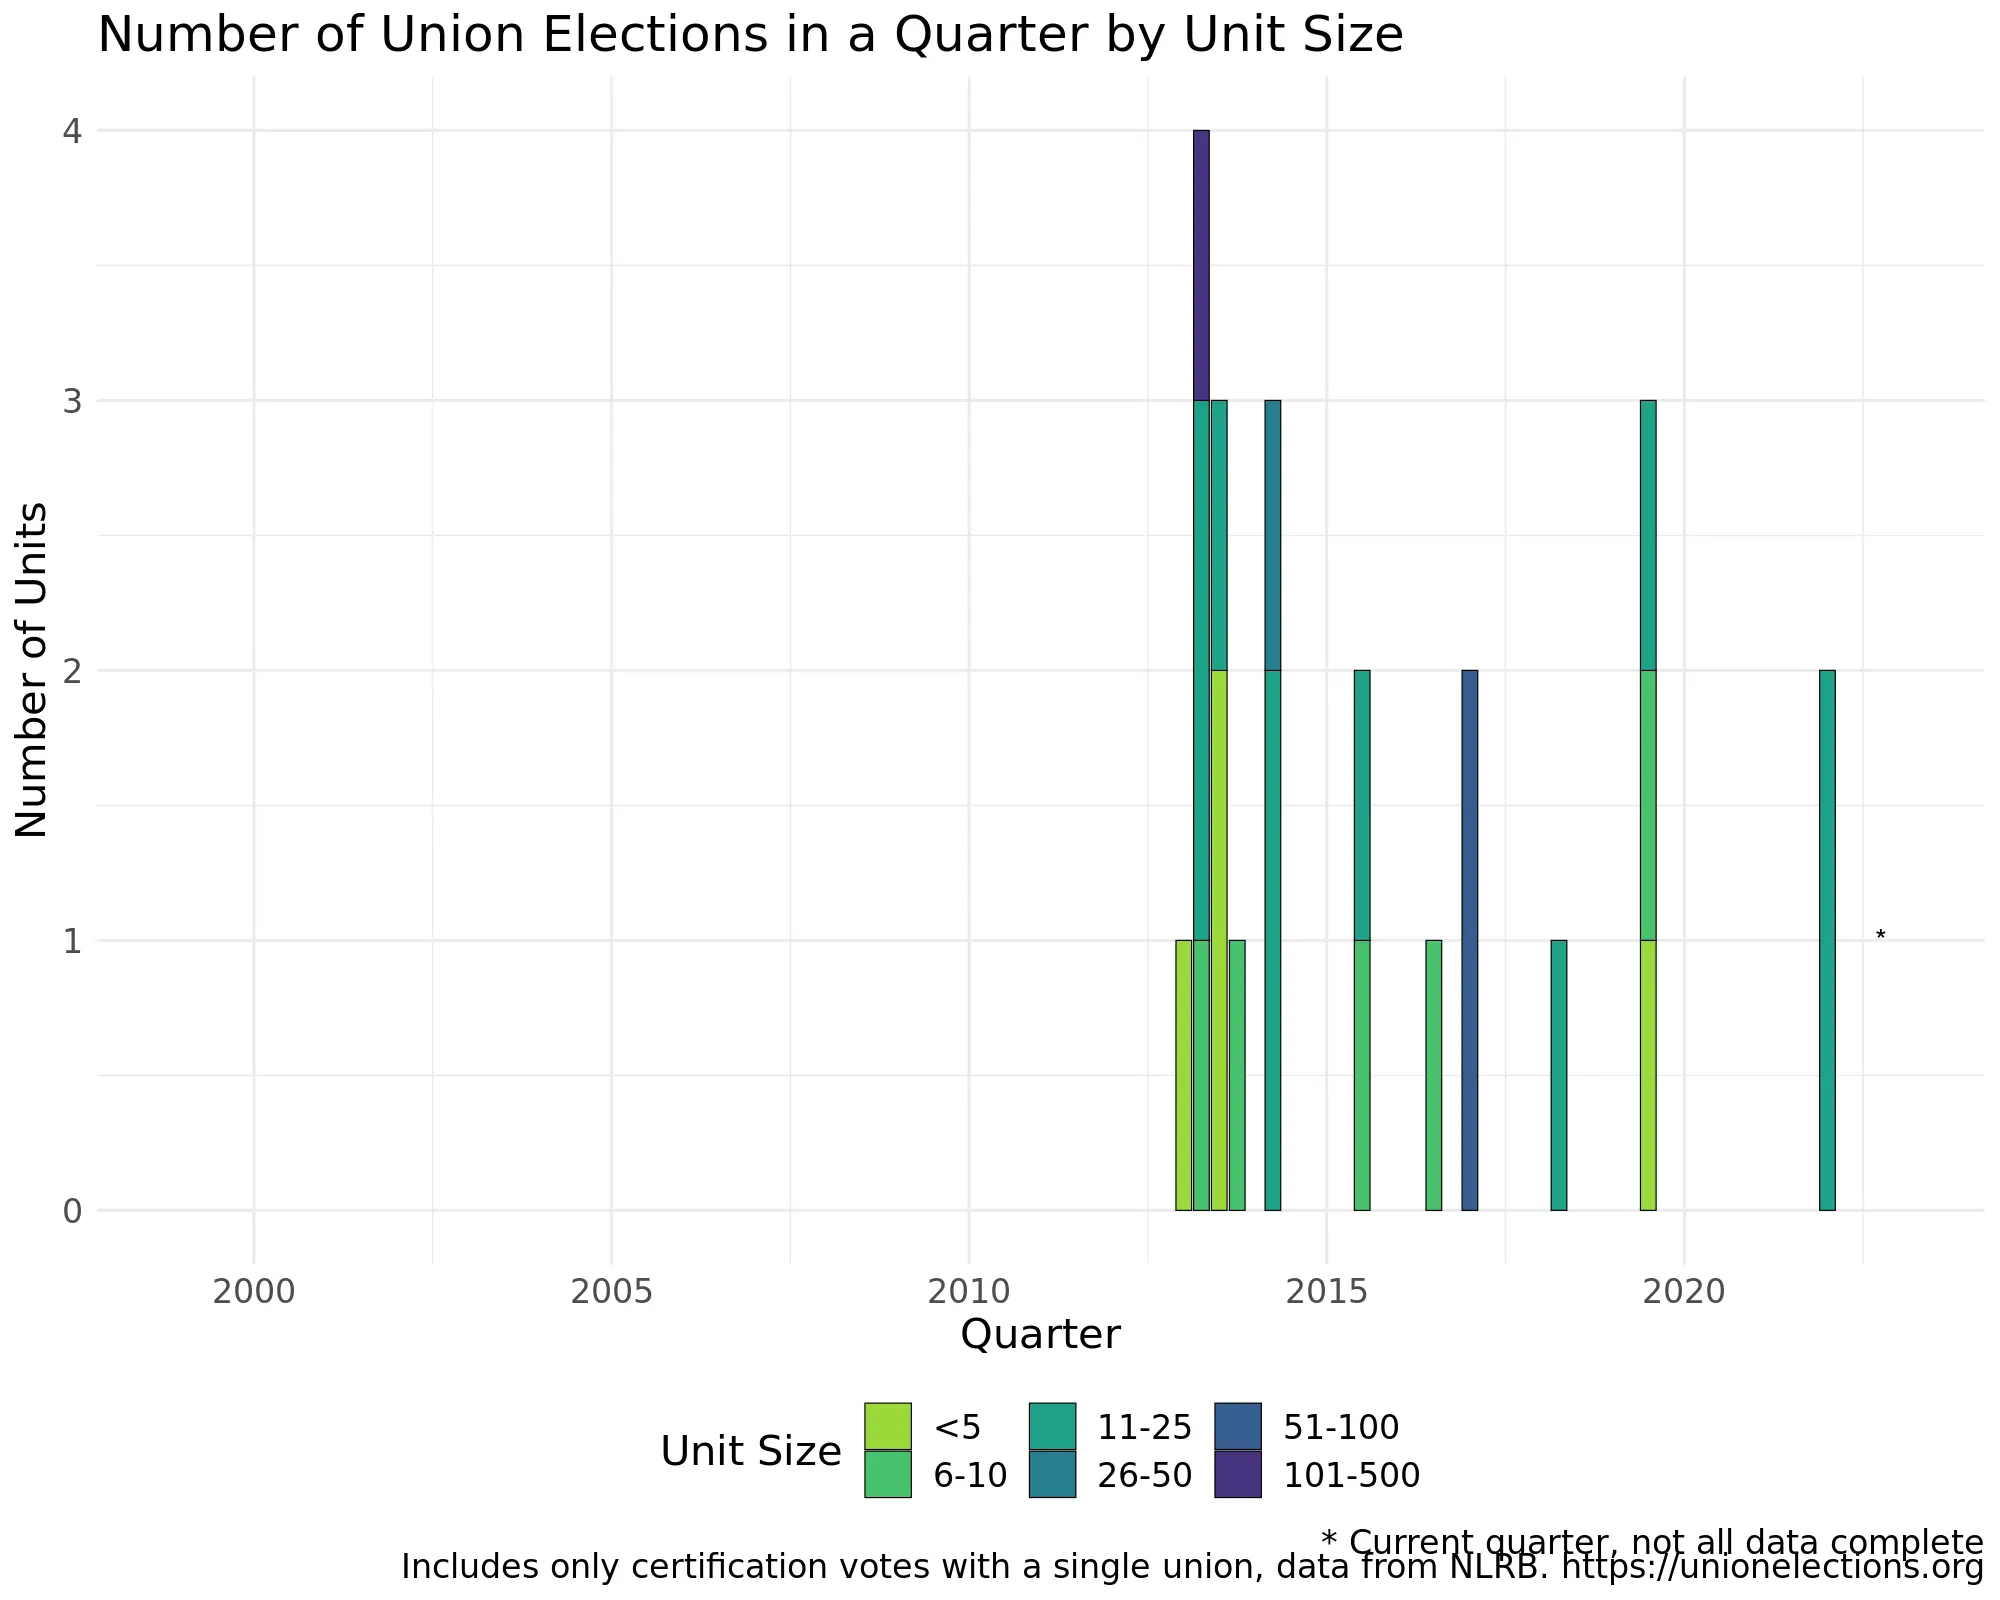 Number of Union Elections in a Quarter by Unit Size
4
3
2
1
0
Number of Units
*
2000 2005 2010 2015 2020
Quarter
Unit Size
<5 11-25 51-100
6-10 26-50 101-500
* Current quarter, not all data complete
Includes only certification votes with a single union, data from NLRB. https://unionelections.org